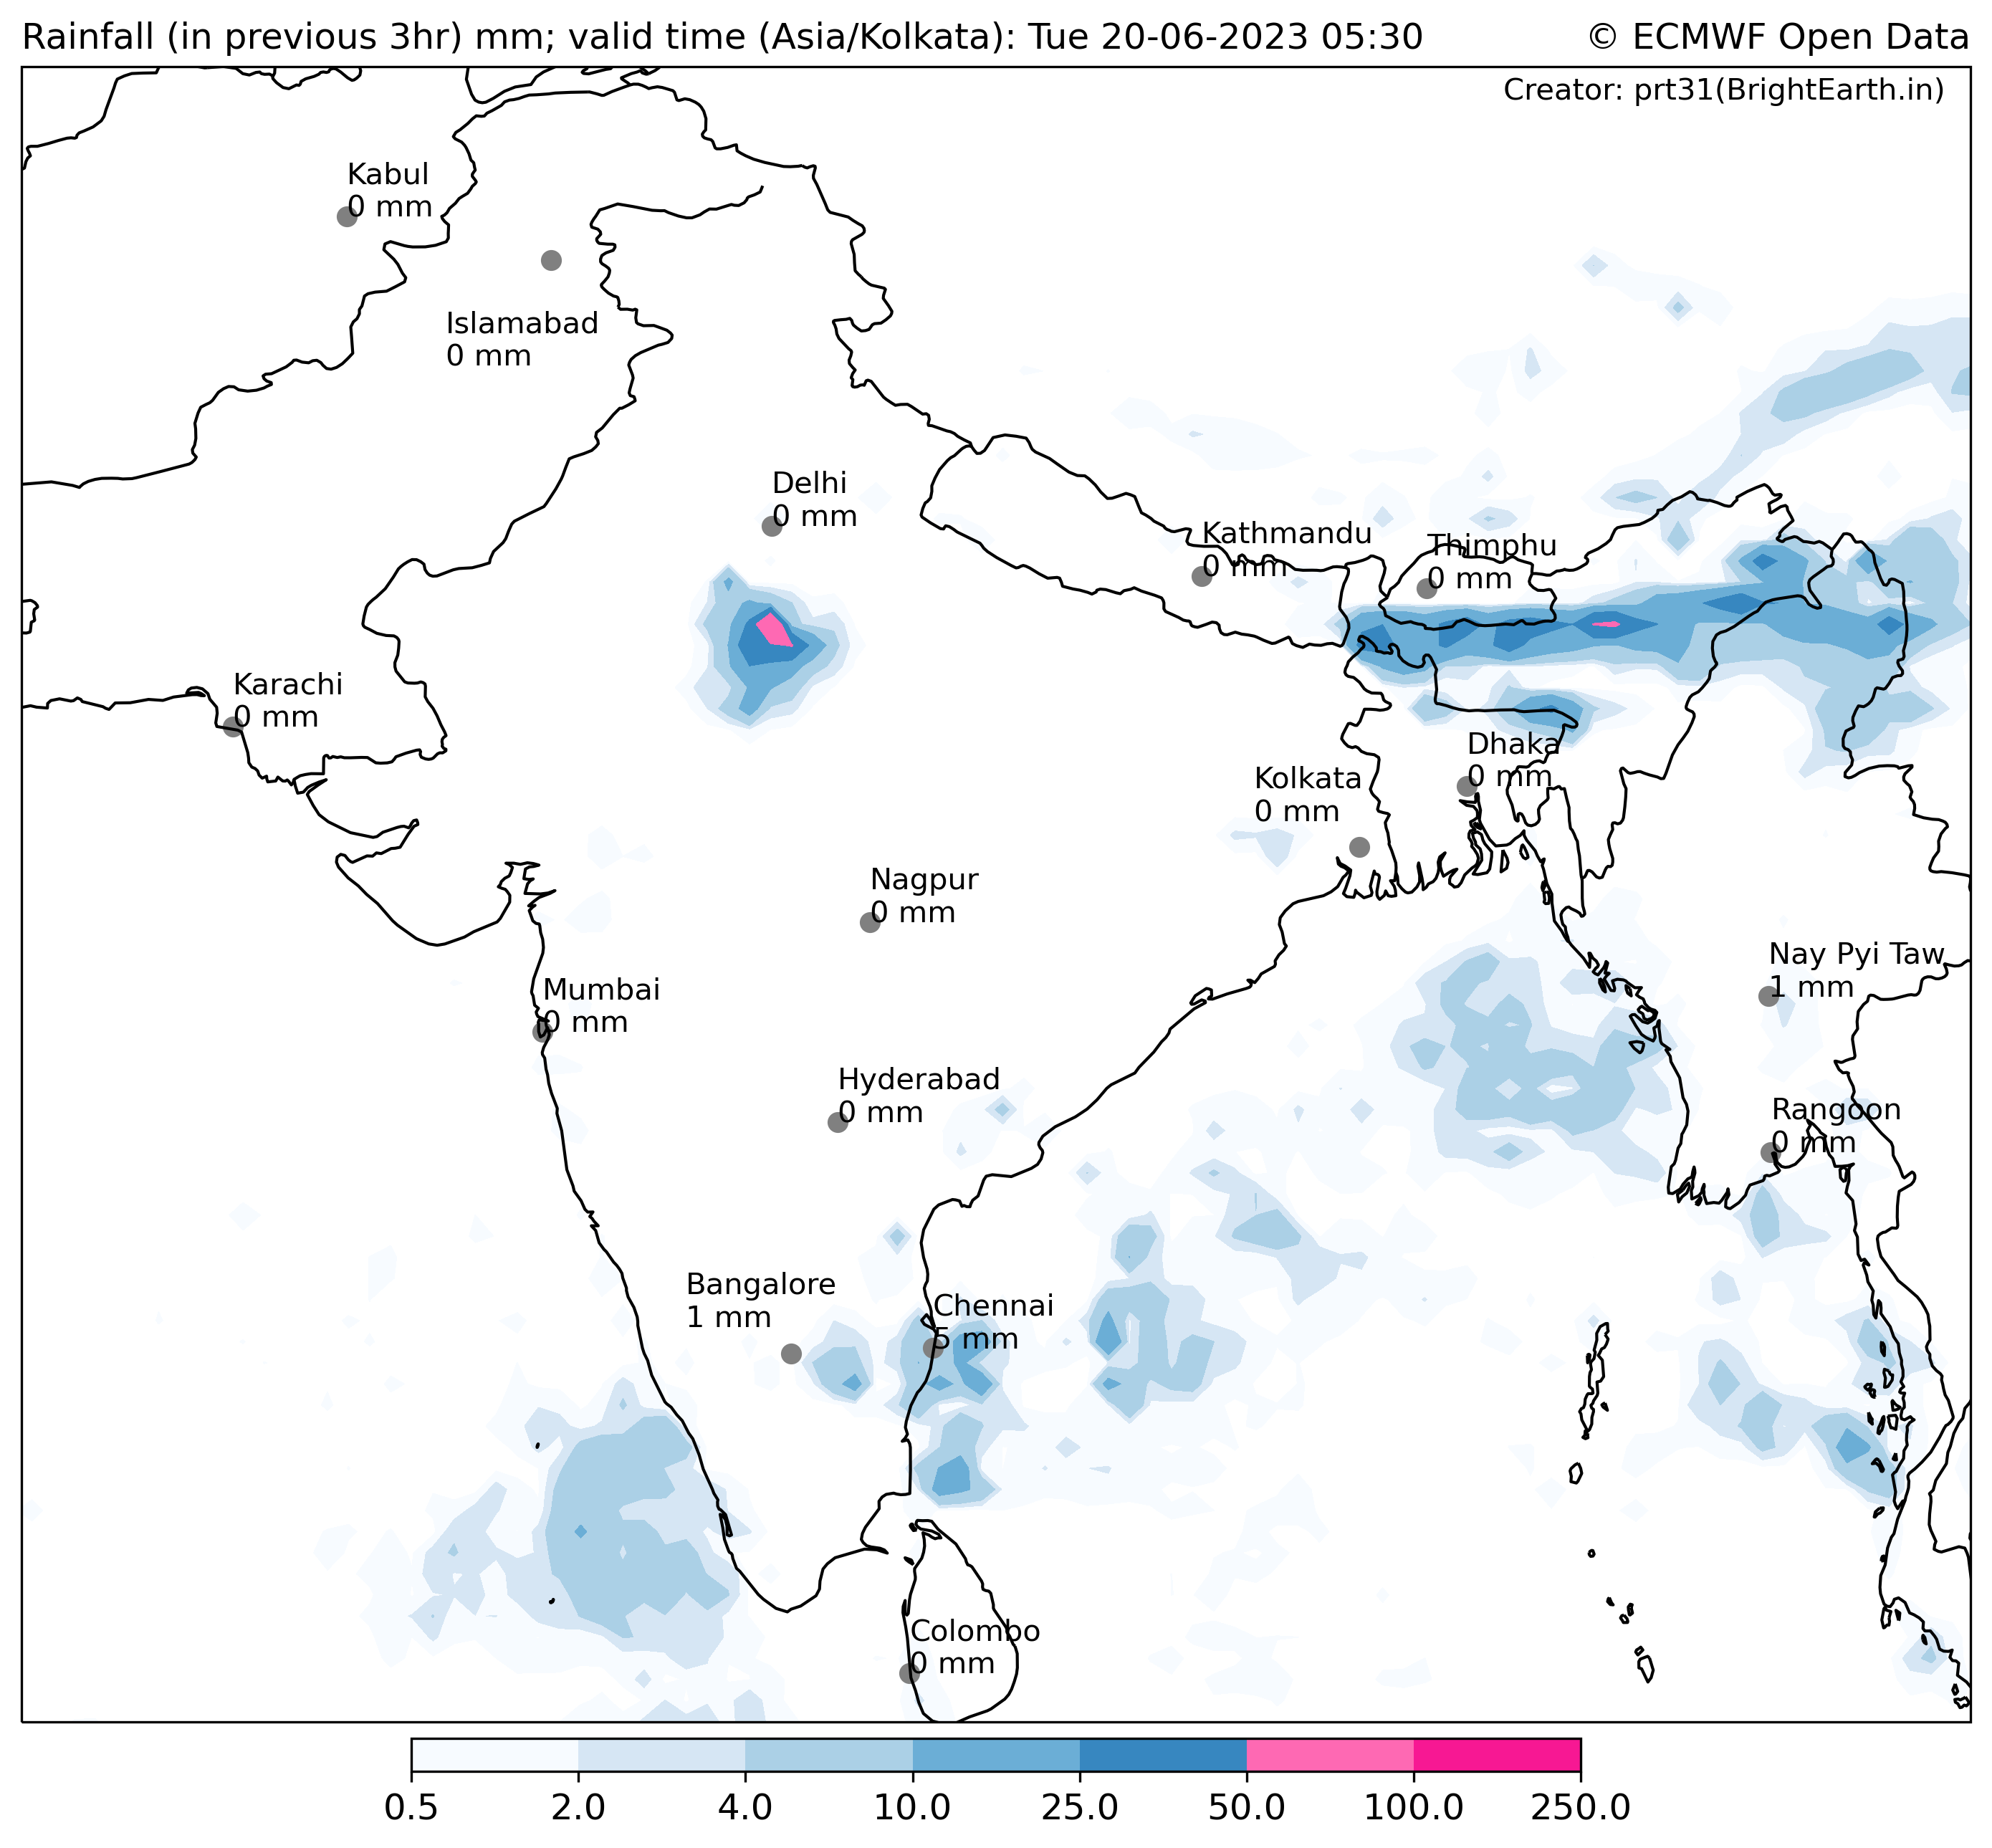 Rainfall (in previous 3hr) mm; valid time (Asia/Kolkata): Tue 20-06-2023 05:30
© ECMWF Open Data
Creator: prt31(BrightEarth.in)
Kabul
0 mm
Islamabad
0 mm
Delhi
0 mm
Kathmandu
0 mm
Thimphu
0 mm
Karachi
0 mm
Dhaka
0 mm
Kolkata
0 mm
Nagpur
0 mm
Nay Pyi Taw
1 mm
Mumbai
0 mm
Hyderabad
0 mm
Rangoon
0 mm
Bangalore
1 mm
Chennai
5 mm
Colombo
0 mm
0.5 2.0 4.0 10.0 25.0 50.0 100.0 250.0